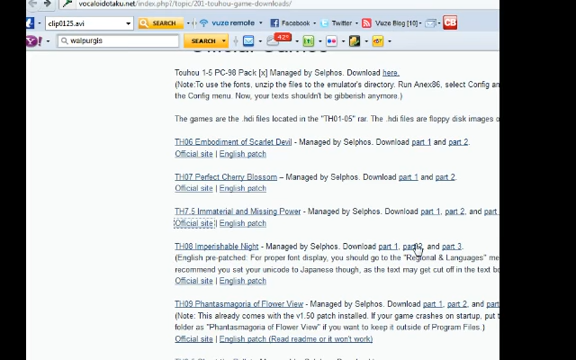 vocaloidotaku.net/index.php?/topic/201-touhou-game-downloads/
clip0125.avi SEARCH vuze remote Facebook Twitter Vuze Blog [10]
walpurgis SEARCH 42°
Touhou 1-5 PC-98 Pack [x] Managed by Selphos. Download here.
(Note:To use the fonts, unzip the files to the emulator's directory. Run Anex86, select Config and
the Config menu. Now, your texts shouldn't be gibberish anymore.)
The games are the .hdi files located in the "TH01-05" rar. The .hdi files are floppy disk images o
TH06 Embodiment of Scarlet Devil - Managed by Selphos. Download part 1 and part 2.
Official site | English patch
TH07 Perfect Cherry Blossom – Managed by Selphos. Download part 1 and part 2.
Official site | English patch
TH7.5 Immaterial and Missing Power - Managed by Selphos. Download part 1, part 2, and part
Official site | English patch
TH08 Imperishable Night - Managed by Selphos. Download part 1, part 2, and part 3.
(English pre-patched: For proper font display, you should go to the "Regional & Languages" me
recommend you set your unicode to Japanese though, as the text may get cut off in the text bo
Official site | English patch
TH09 Phantasmagoria of Flower View - Managed by Selphos. Download part 1, part 2, and part
(Note: This already comes with the v1.50 patch installed. If your game crashes on startup, put t
folder as "Phantasmagoria of Flower View" if you want to keep it outside of Program Files.)
Official site | English patch (Read readme or it won't work)